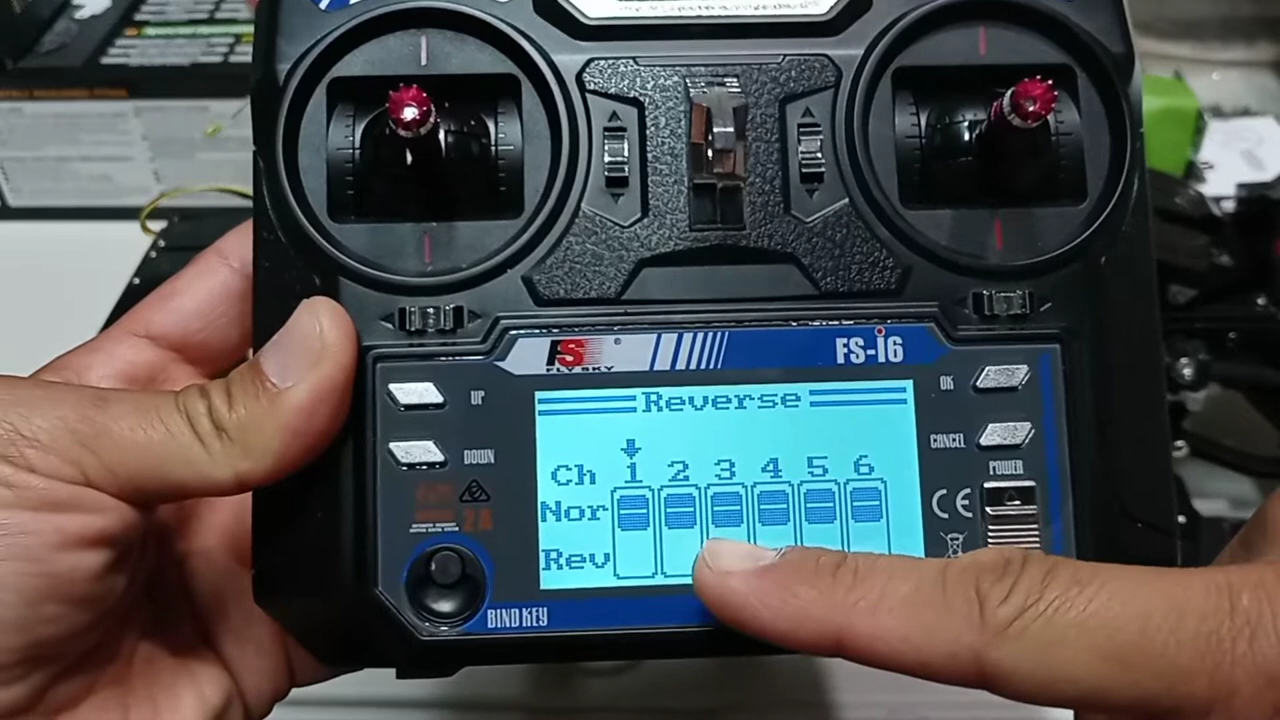 FS ®
FLY SKY
FS-i6
UP
DOWN
OK
CANCEL
POWER
Reverse
Ch 1 2 3 4 5 6
Nor
Rev
2A
CE
BIND KEY